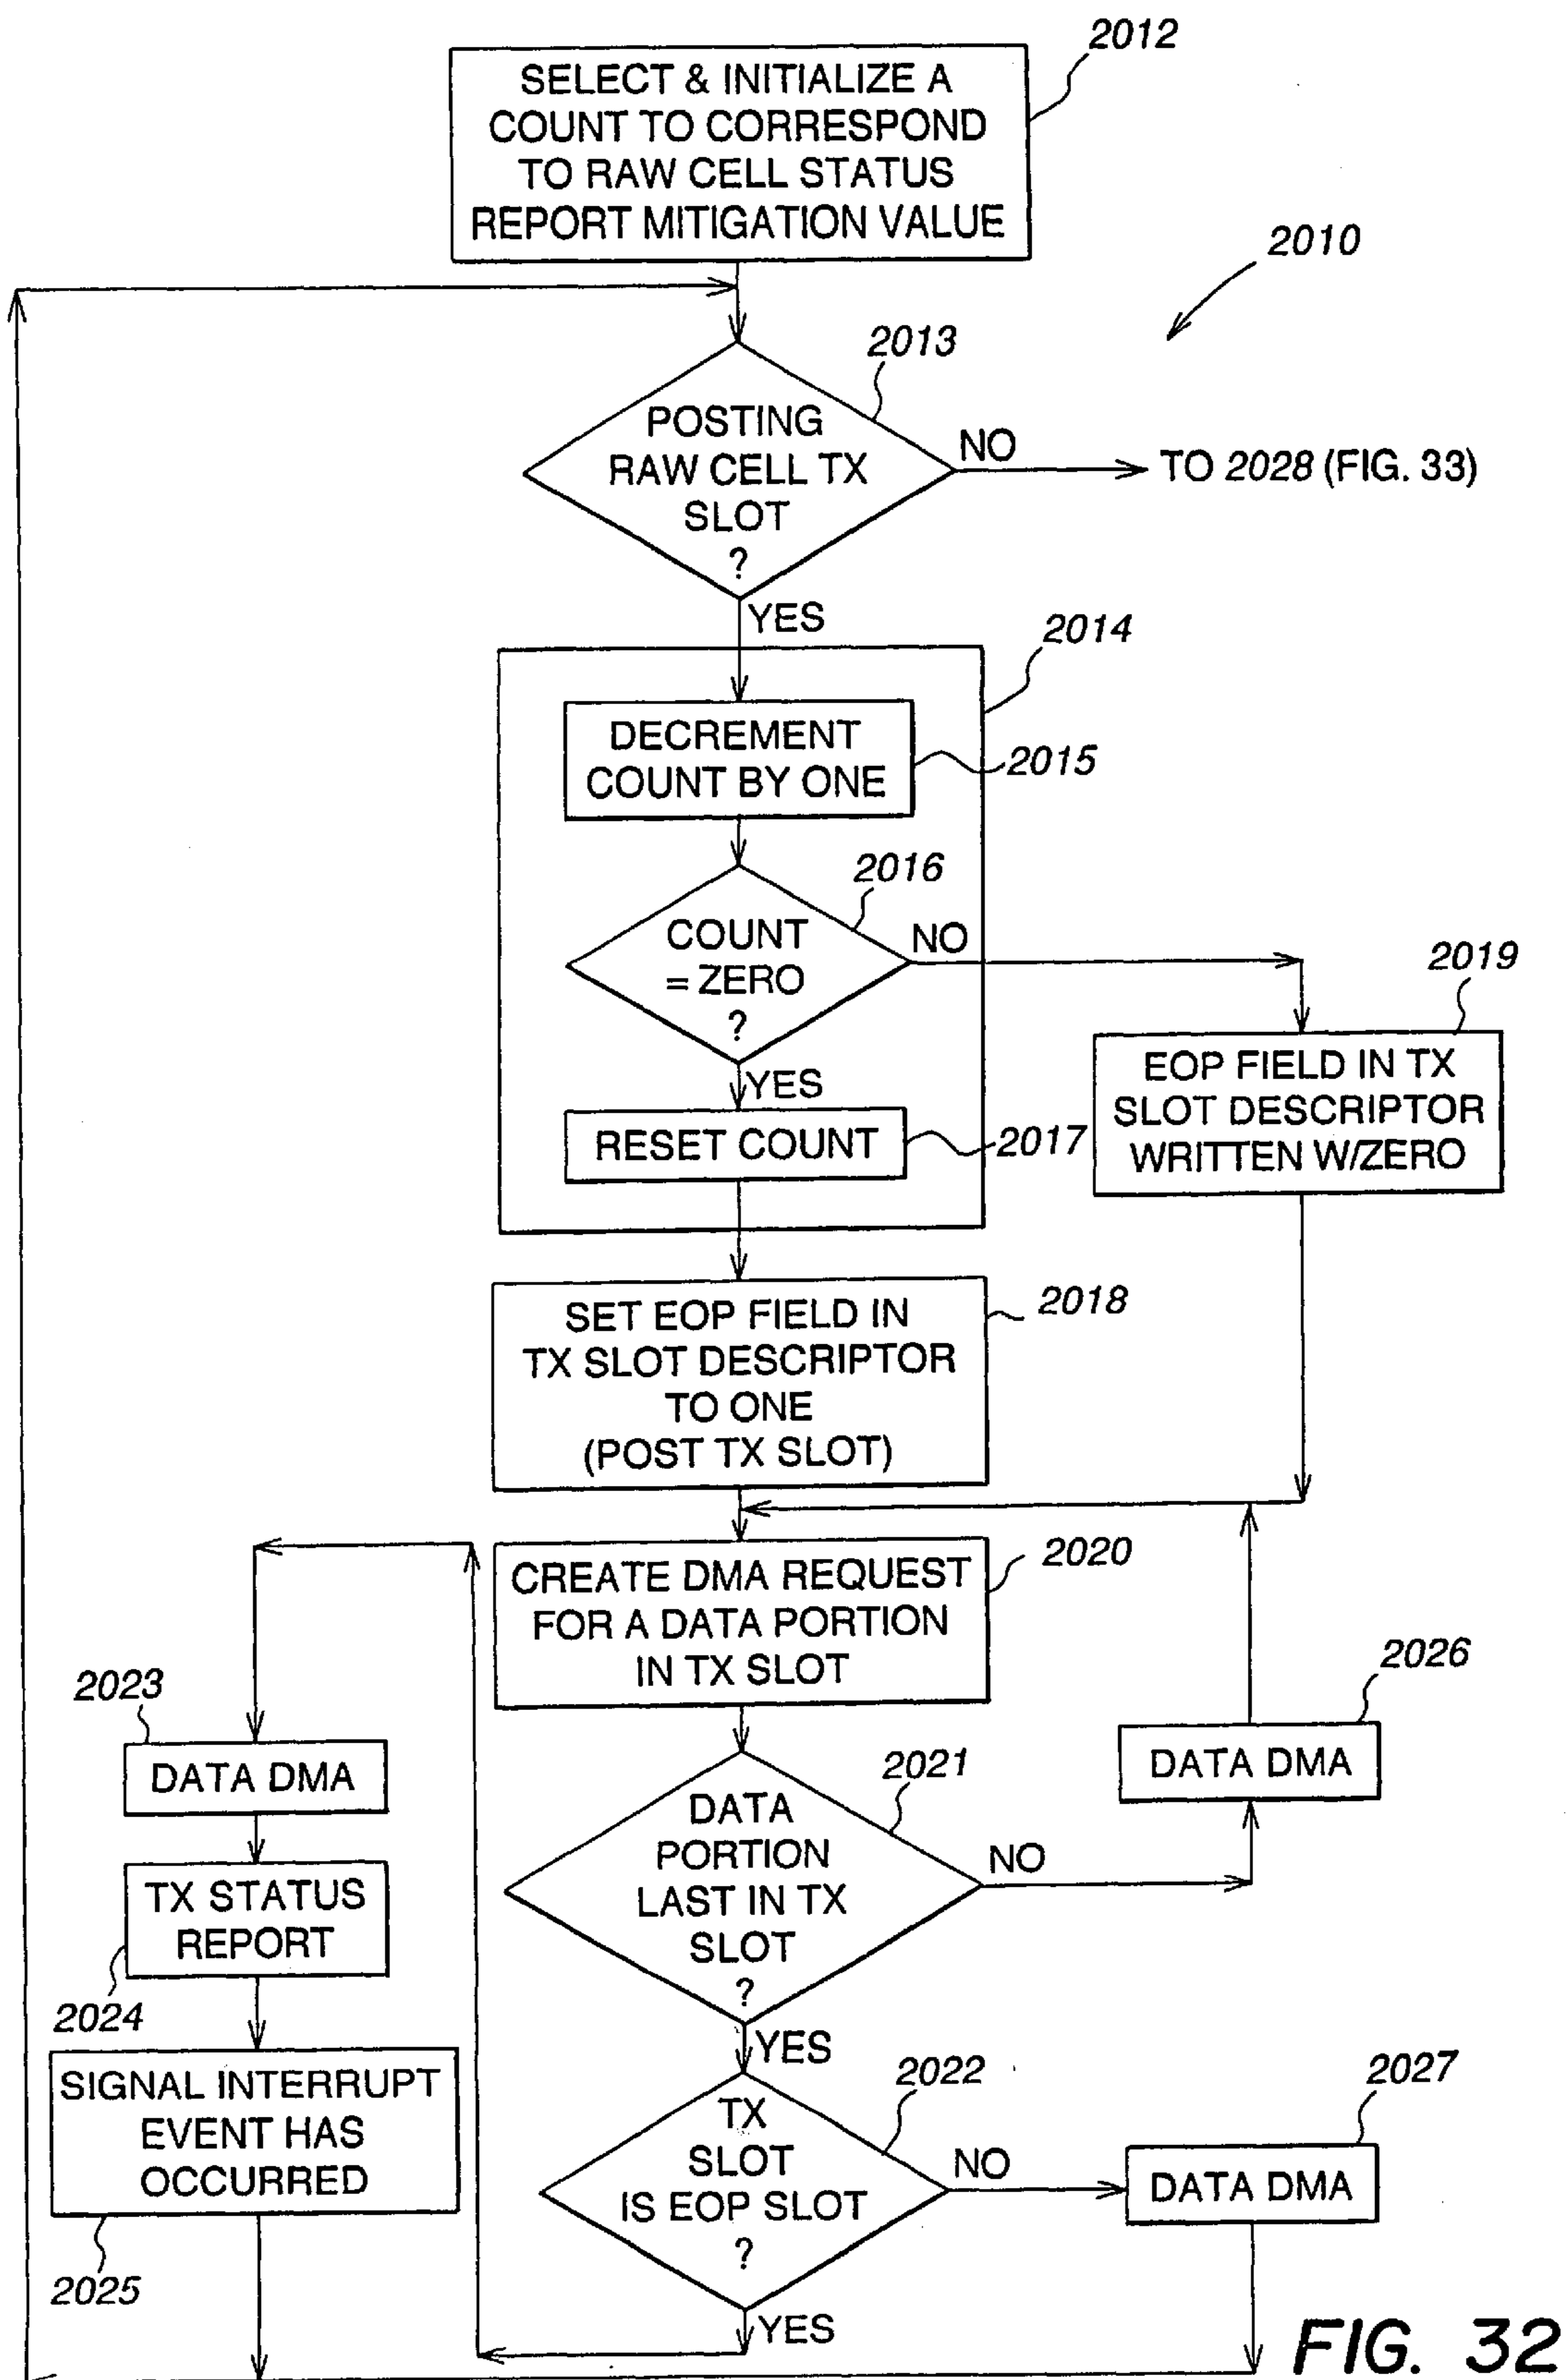 2012
SELECT & INITIALIZE A
COUNT TO CORRESPOND
TO RAW CELL STATUS
REPORT MITIGATION VALUE
2010
2013
POSTING
RAW CELL TX
SLOT
?
NO
TO 2028 (FIG. 33)
YES
2014
DECREMENT
COUNT BY ONE
2015
2016
COUNT
= ZERO
?
NO
2019
EOP FIELD IN TX
SLOT DESCRIPTOR
WRITTEN W/ZERO
YES
RESET COUNT
2017
SET EOP FIELD IN
TX SLOT DESCRIPTOR
TO ONE
(POST TX SLOT)
2018
CREATE DMA REQUEST
FOR A DATA PORTION
IN TX SLOT
2020
2023
DATA DMA
2026
DATA DMA
2021
DATA
PORTION
LAST IN TX
SLOT
?
NO
TX STATUS
REPORT
2024
YES
SIGNAL INTERRUPT
EVENT HAS
OCCURRED
2025
2022
TX
SLOT
IS EOP SLOT
?
NO
2027
DATA DMA
YES
FIG. 32